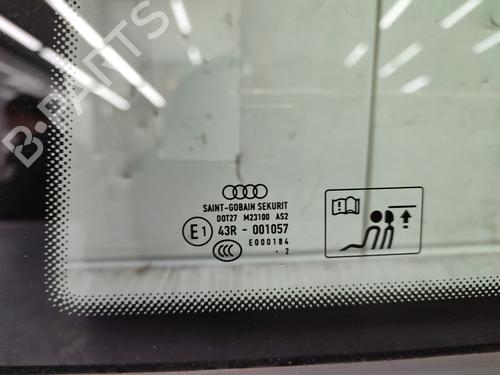 B-PARTS
SAINT-GOBAIN SEKURIT
DOT27 M23100 AS2
E1 43R - 001057
E000184
CCC · 2